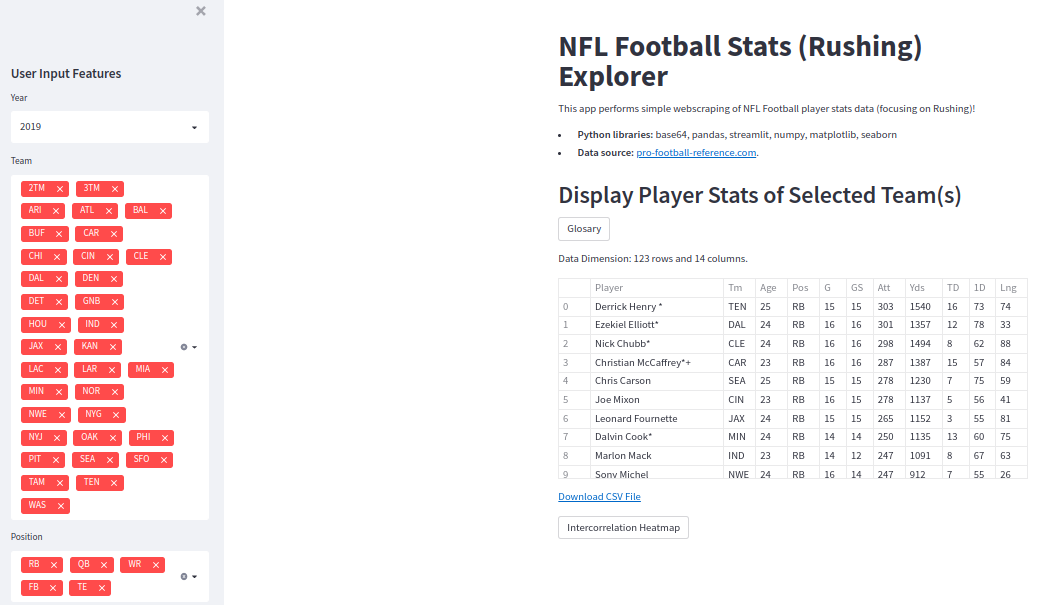 ×
User Input Features
Year
2019
Team
2TM × 3TM ×
ARI × ATL × BAL ×
BUF × CAR ×
CHI × CIN × CLE ×
DAL × DEN ×
DET × GNB ×
HOU × IND ×
JAX × KAN ×
LAC × LAR × MIA ×
MIN × NOR ×
NWE × NYG ×
NYJ × OAK × PHI ×
PIT × SEA × SFO ×
TAM × TEN ×
WAS ×
Position
RB × QB × WR ×
FB × TE ×
NFL Football Stats (Rushing)
Explorer
This app performs simple webscraping of NFL Football player stats data (focusing on Rushing)!
• Python libraries: base64, pandas, streamlit, numpy, matplotlib, seaborn
• Data source: pro-football-reference.com.
Display Player Stats of Selected Team(s)
Glossary
Data Dimension: 123 rows and 14 columns.
Player Tm Age Pos G GS Att Yds TD 1D Lng
0 Derrick Henry * TEN 25 RB 15 15 303 1540 16 73 74
1 Ezekiel Elliott* DAL 24 RB 16 16 301 1357 12 78 33
2 Nick Chubb* CLE 24 RB 16 16 298 1494 8 62 88
3 Christian McCaffrey*+ CAR 23 RB 16 16 287 1387 15 57 84
4 Chris Carson SEA 25 RB 15 15 278 1230 7 75 59
5 Joe Mixon CIN 23 RB 16 15 278 1137 5 56 41
6 Leonard Fournette JAX 24 RB 15 15 265 1152 3 55 81
7 Dalvin Cook* MIN 24 RB 14 14 250 1135 13 60 75
8 Marlon Mack IND 23 RB 14 12 247 1091 8 67 63
9 Sony Michel NWE 24 RB 16 14 247 912 7 55 26
Download CSV File
Intercorrelation Heatmap